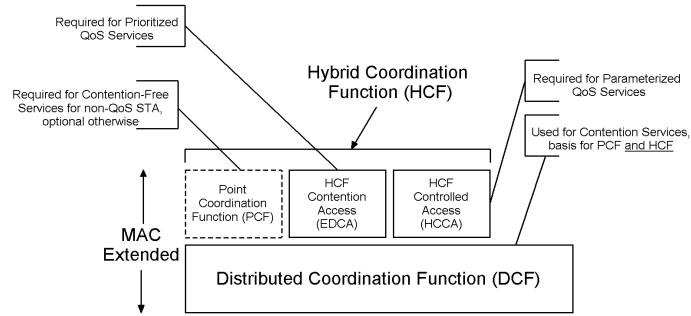 Required for Prioritized
QoS Services
Hybrid Coordination
Function (HCF)
Required for Parameterized
QoS Services
Required for Contention-Free
Services for non-QoS STA,
optional otherwise
Used for Contention Services,
basis for PCF and HCF
Point
Coordination
Function (PCF)
HCF
Contention
Access
(EDCA)
HCF
Controlled
Access
(HCCA)
MAC
Extended
Distributed Coordination Function (DCF)